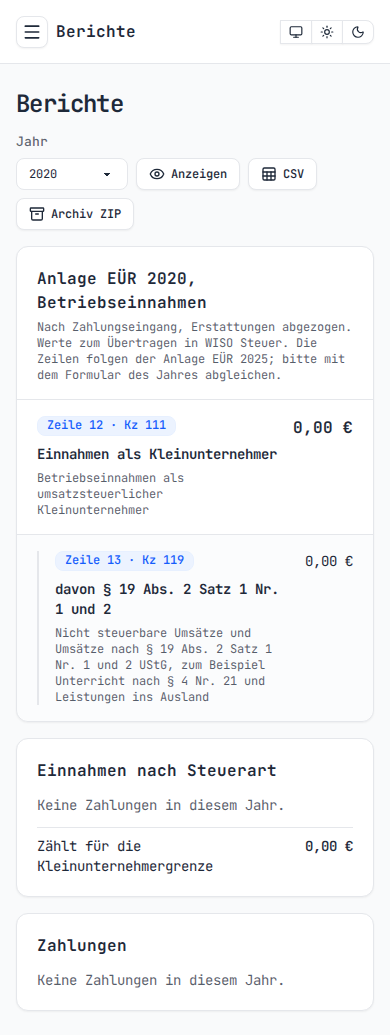 Berichte
Berichte
Jahr
2020
Anzeigen
CSV
Archiv ZIP
Anlage EÜR 2020,
Betriebseinnahmen
Nach Zahlungseingang, Erstattungen abgezogen.
Werte zum Übertragen in WISO Steuer. Die
Zeilen folgen der Anlage EÜR 2025; bitte mit
dem Formular des Jahres abgleichen.
Zeile 12 · Kz 111
0,00 €
Einnahmen als Kleinunternehmer
Betriebseinnahmen als
umsatzsteuerlicher
Kleinunternehmer
Zeile 13 · Kz 119
0,00 €
davon § 19 Abs. 2 Satz 1 Nr.
1 und 2
Nicht steuerbare Umsätze und
Umsätze nach § 19 Abs. 2 Satz 1
Nr. 1 und 2 UStG, zum Beispiel
Unterricht nach § 4 Nr. 21 und
Leistungen ins Ausland
Einnahmen nach Steuerart
Keine Zahlungen in diesem Jahr.
Zählt für die
Kleinunternehmergrenze
0,00 €
Zahlungen
Keine Zahlungen in diesem Jahr.